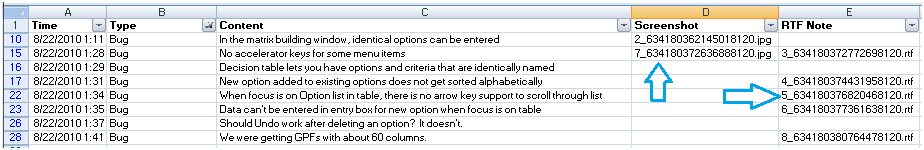 A B C D E
1 Time Type Content Screenshot RTF Note
10 8/22/2010 1:11 Bug In the matrix building window, identical options can be entered 2_634180362145018120.jpg
15 8/22/2010 1:28 Bug No accelerator keys for some menu items 7_634180372636888120.jpg 3_634180372772698120.rtf
16 8/22/2010 1:29 Bug Decision table lets you have options and criteria that are identically named
17 8/22/2010 1:31 Bug New option added to existing options does not get sorted alphabetically 4_634180374431958120.rtf
22 8/22/2010 1:34 Bug When focus is on Option list in table, there is no arrow key support to scroll through list 5_634180376820468120.rtf
23 8/22/2010 1:35 Bug Data can't be entered in entry box for new option when focus is on table 6_634180377361638120.rtf
26 8/22/2010 1:37 Bug Should Undo work after deleting an option? It doesn't.
28 8/22/2010 1:41 Bug We were getting GPFs with about 60 columns. 8_634180380764478120.rtf